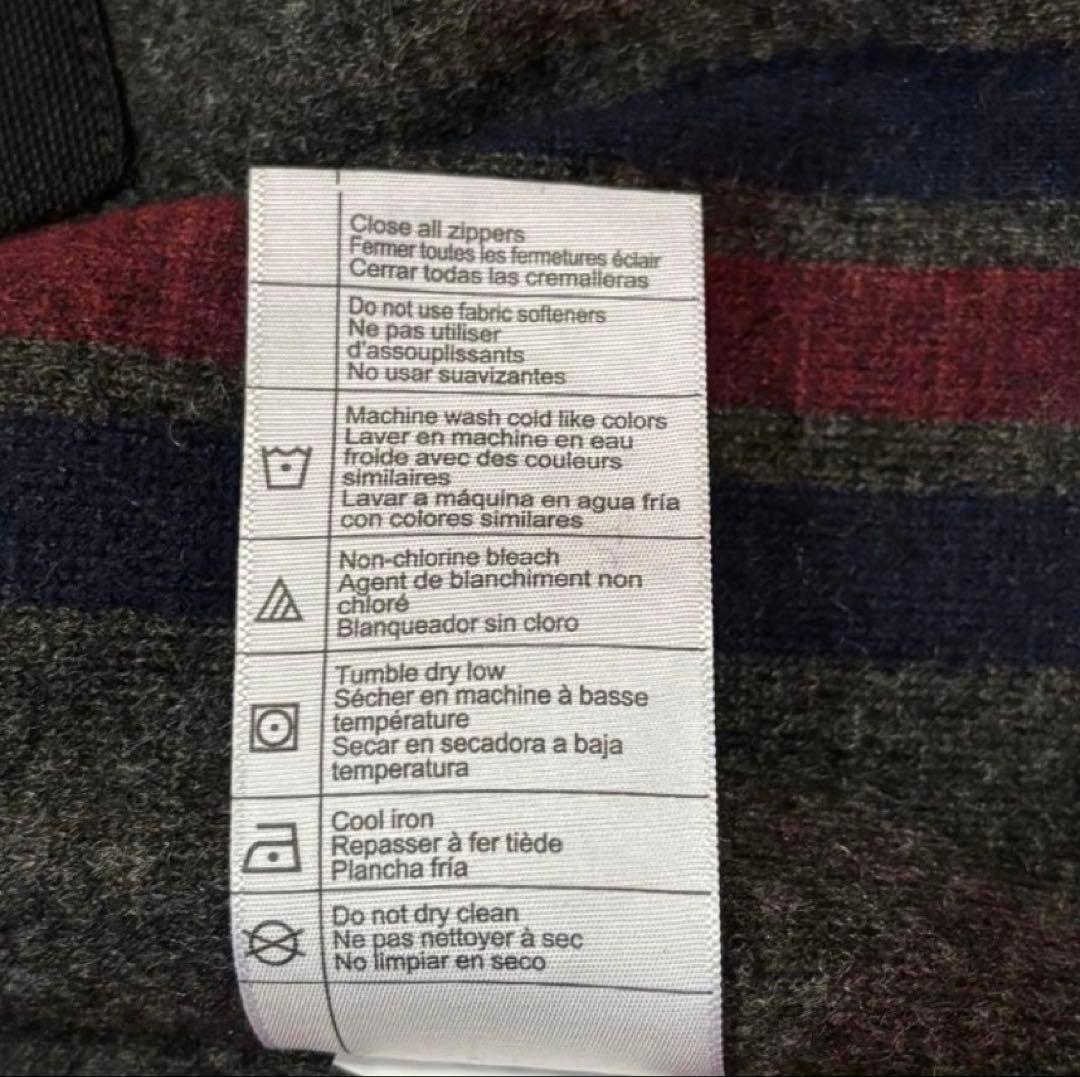 Close all zippers
Fermer toutes les fermetures éclair
Cerrar todas las cremalleras
Do not use fabric softeners
Ne pas utiliser
d'assouplissants
No usar suavizantes
Machine wash cold like colors
Laver en machine en eau
froide avec des couleurs
similaires
Lavar a máquina en agua fría
con colores similares
Non-chlorine bleach
Agent de blanchiment non
chloré
Blanqueador sin cloro
Tumble dry low
Sécher en machine à basse
température
Secar en secadora a baja
temperatura
Cool iron
Repasser à fer tiède
Plancha fría
Do not dry clean
Ne pas nettoyer à sec
No limpiar en seco